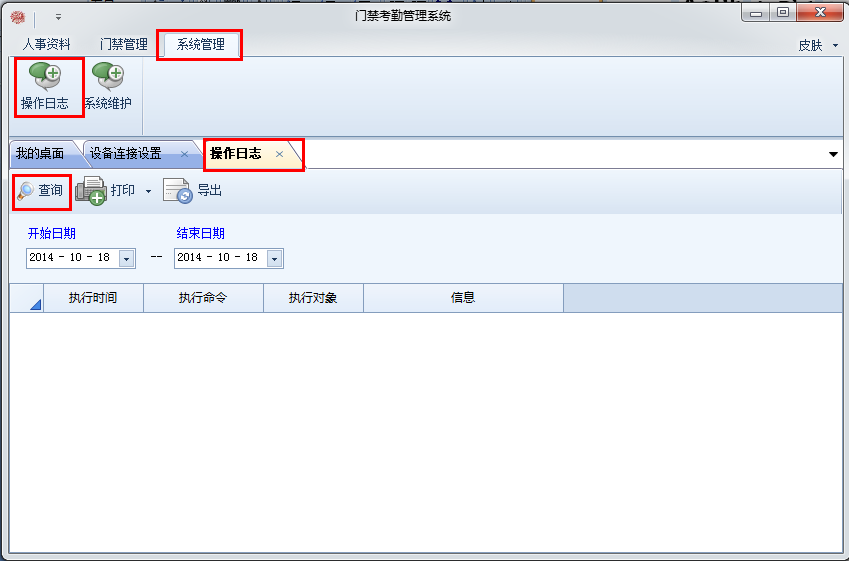 门禁考勤管理系统
人事资料 门禁管理 系统管理 皮肤
操作日志 系统维护
我的桌面 设备连接设置 操作日志
查询 打印 导出
开始日期 结束日期
2014 - 10 - 18 -- 2014 - 10 - 18
执行时间 执行命令 执行对象 信息